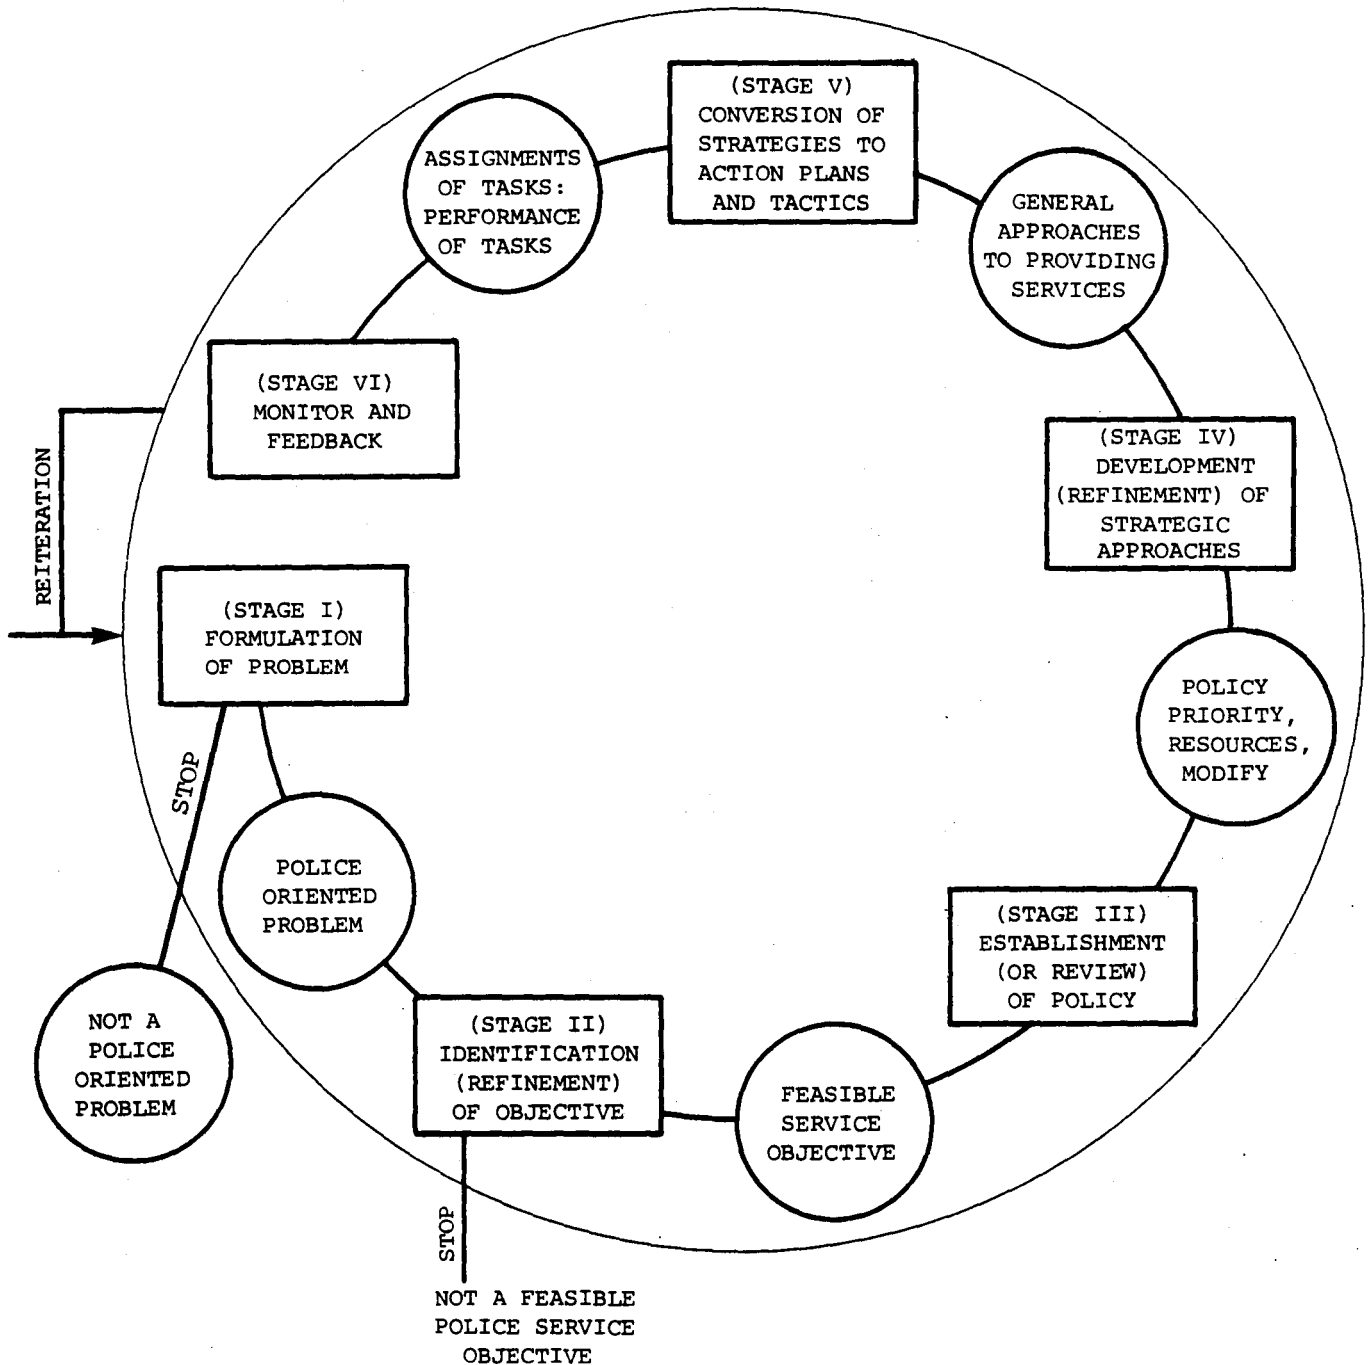 (STAGE V)
CONVERSION OF
STRATEGIES TO
ACTION PLANS
AND TACTICS
ASSIGNMENTS
OF TASKS:
PERFORMANCE
OF TASKS
GENERAL
APPROACHES
TO PROVIDING
SERVICES
(STAGE VI)
MONITOR AND
FEEDBACK
(STAGE IV)
DEVELOPMENT
(REFINEMENT) OF
STRATEGIC
APPROACHES
REITERATION
(STAGE I)
FORMULATION
OF PROBLEM
POLICY
PRIORITY,
RESOURCES,
MODIFY
STOP
POLICE
ORIENTED
PROBLEM
(STAGE III)
ESTABLISHMENT
(OR REVIEW)
OF POLICY
NOT A
POLICE
ORIENTED
PROBLEM
(STAGE II)
IDENTIFICATION
(REFINEMENT)
OF OBJECTIVE
FEASIBLE
SERVICE
OBJECTIVE
STOP
NOT A FEASIBLE
POLICE SERVICE
OBJECTIVE